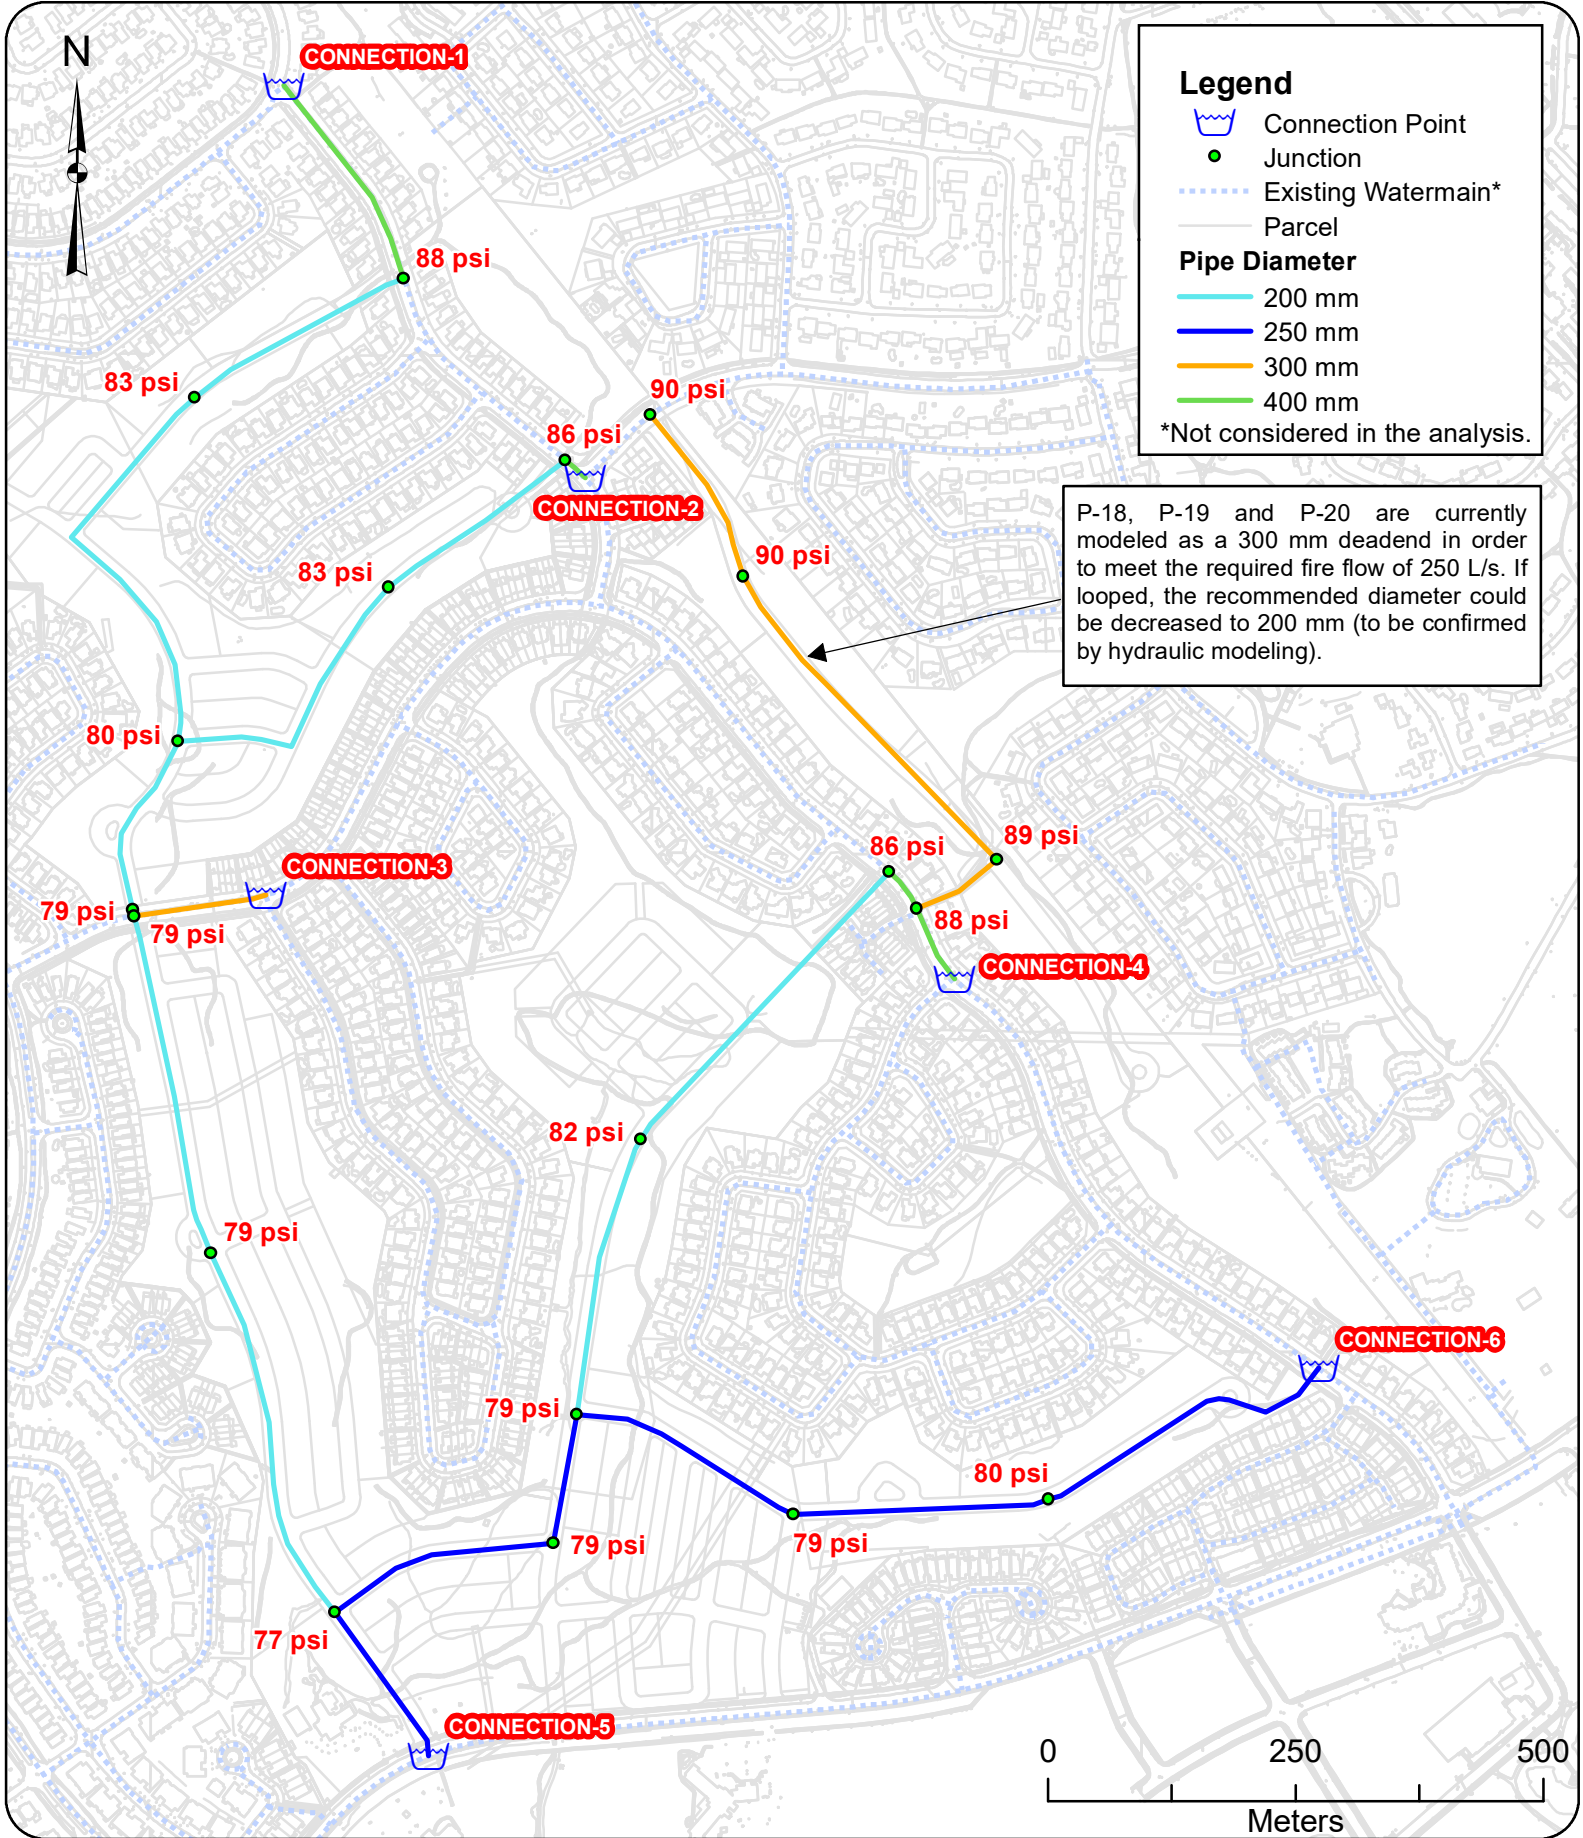 N
CONNECTION-1
Legend
Connection Point
Junction
Existing Watermain*
Parcel
Pipe Diameter
200 mm
250 mm
300 mm
400 mm
*Not considered in the analysis.
88 psi
83 psi
90 psi
86 psi
CONNECTION-2
P-18, P-19 and P-20 are currently
modeled as a 300 mm deadend in order
to meet the required fire flow of 250 L/s. If
looped, the recommended diameter could
be decreased to 200 mm (to be confirmed
by hydraulic modeling).
90 psi
83 psi
80 psi
89 psi
86 psi
CONNECTION-3
79 psi
79 psi
88 psi
CONNECTION-4
82 psi
79 psi
CONNECTION-6
79 psi
80 psi
79 psi
79 psi
77 psi
CONNECTION-5
0 250 500
Meters